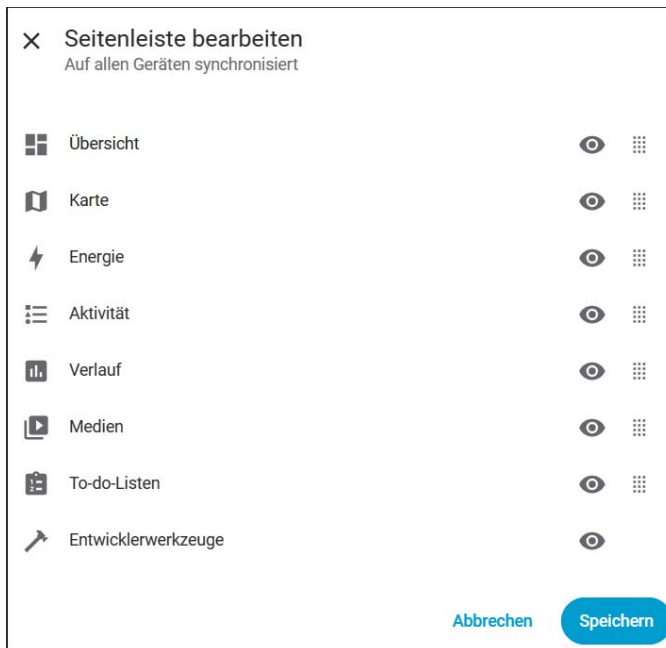 Seitenleiste bearbeiten
Auf allen Geräten synchronisiert
Übersicht
Karte
Energie
Aktivität
Verlauf
Medien
To-do-Listen
Entwicklerwerkzeuge
Abbrechen Speichern